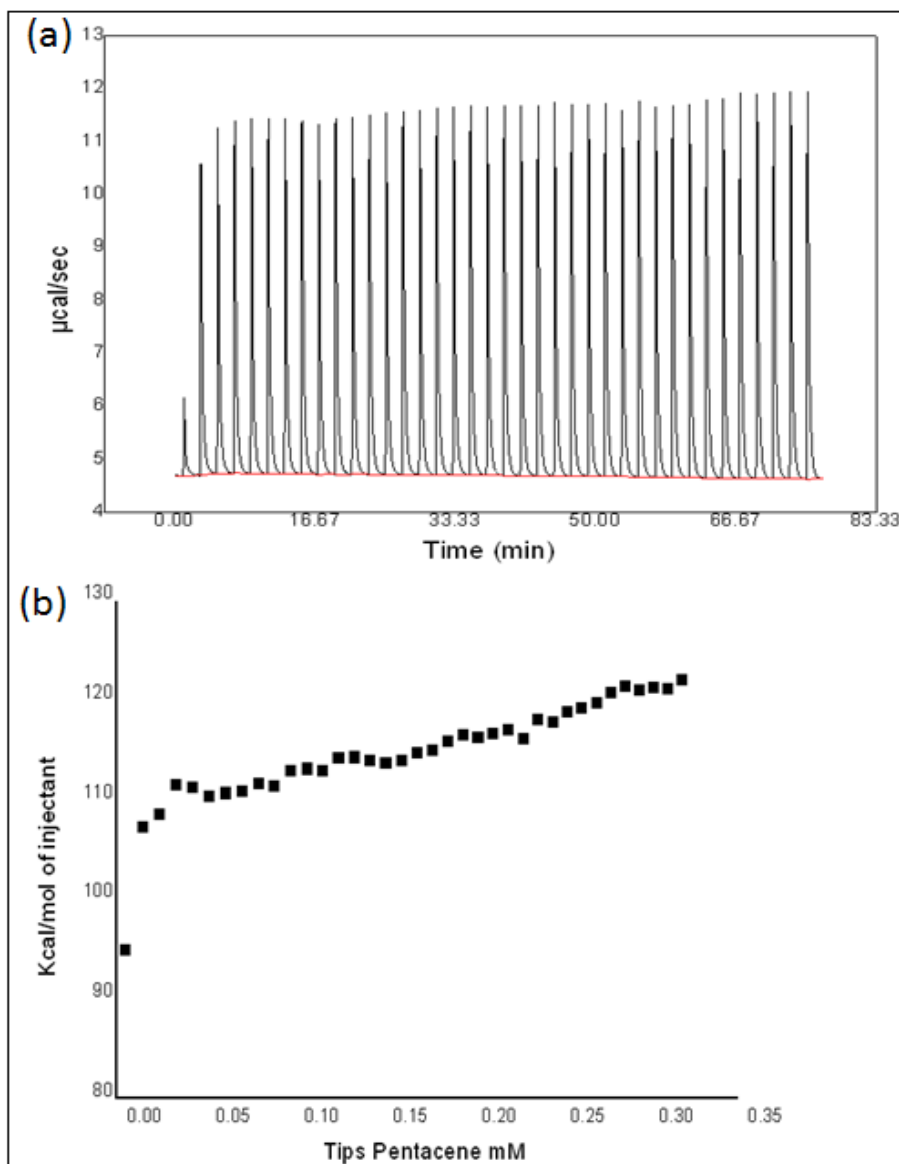 (a)
13
12
11
10
9
8
7
6
5
4
µcal/sec
0.00 16.67 33.33 50.00 66.67 83.33
Time (min)
(b)
130
120
110
100
90
80
Kcal/mol of injectant
0.00 0.05 0.10 0.15 0.20 0.25 0.30 0.35
Tips Pentacene mM